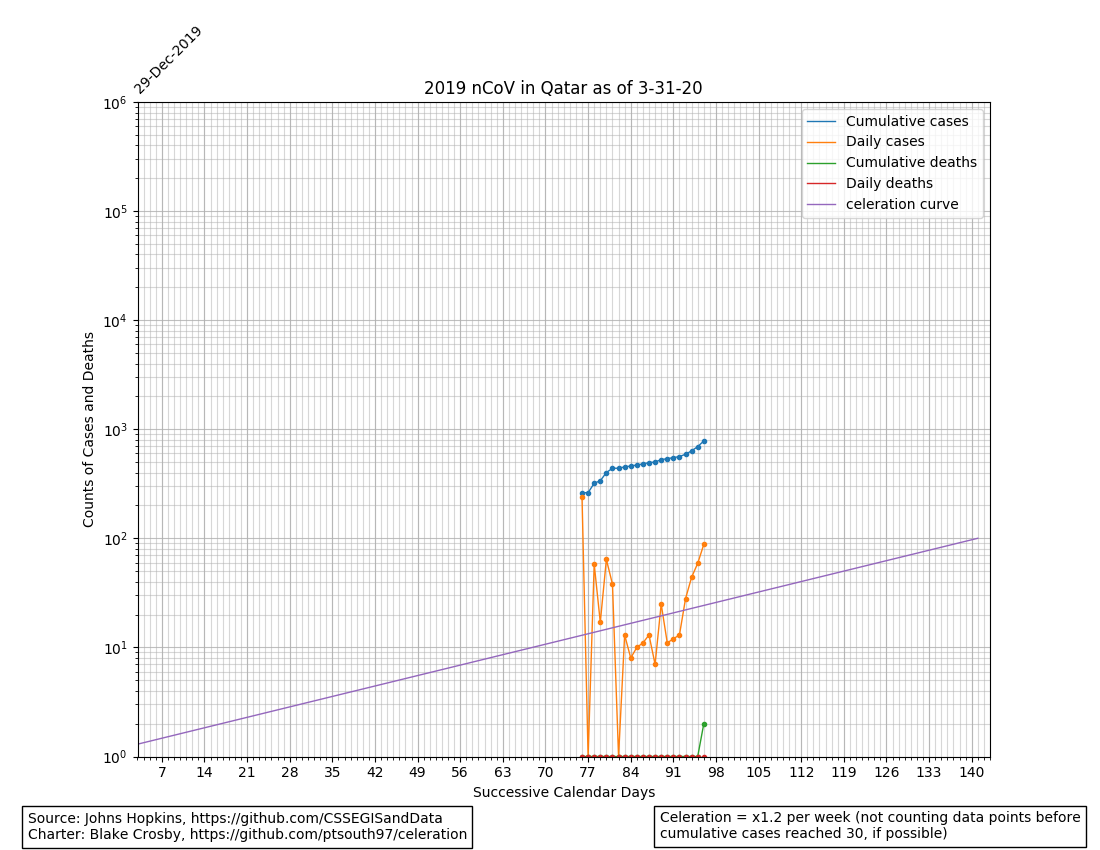 29-Dec-2019
2019 nCoV in Qatar as of 3-31-20
Cumulative cases
Daily cases
Cumulative deaths
Daily deaths
celeration curve
Counts of Cases and Deaths
10^6
10^5
10^4
10^3
10^2
10^1
10^0
7 14 21 28 35 42 49 56 63 70 77 84 91 98 105 112 119 126 133 140
Successive Calendar Days
Source: Johns Hopkins, https://github.com/CSSEGISandData
Charter: Blake Crosby, https://github.com/ptsouth97/celeration
Celeration = x1.2 per week (not counting data points before
cumulative cases reached 30, if possible)